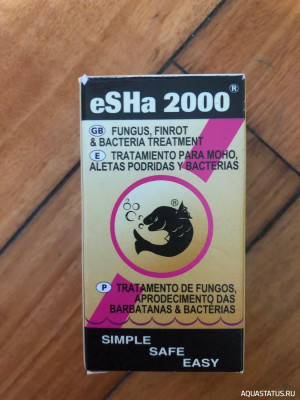 eSHa 2000®
GB FUNGUS, FINROT
& BACTERIA TREATMENT
E TRATAMIENTO PARA MOHO,
ALETAS PODRIDAS Y BACTERIAS
®
P TRATAMENTO DE FUNGOS,
APRODECIMENTO DAS
BARBATANAS & BACTÉRIAS
SIMPLE
SAFE
EASY
AQUASTATUS.RU